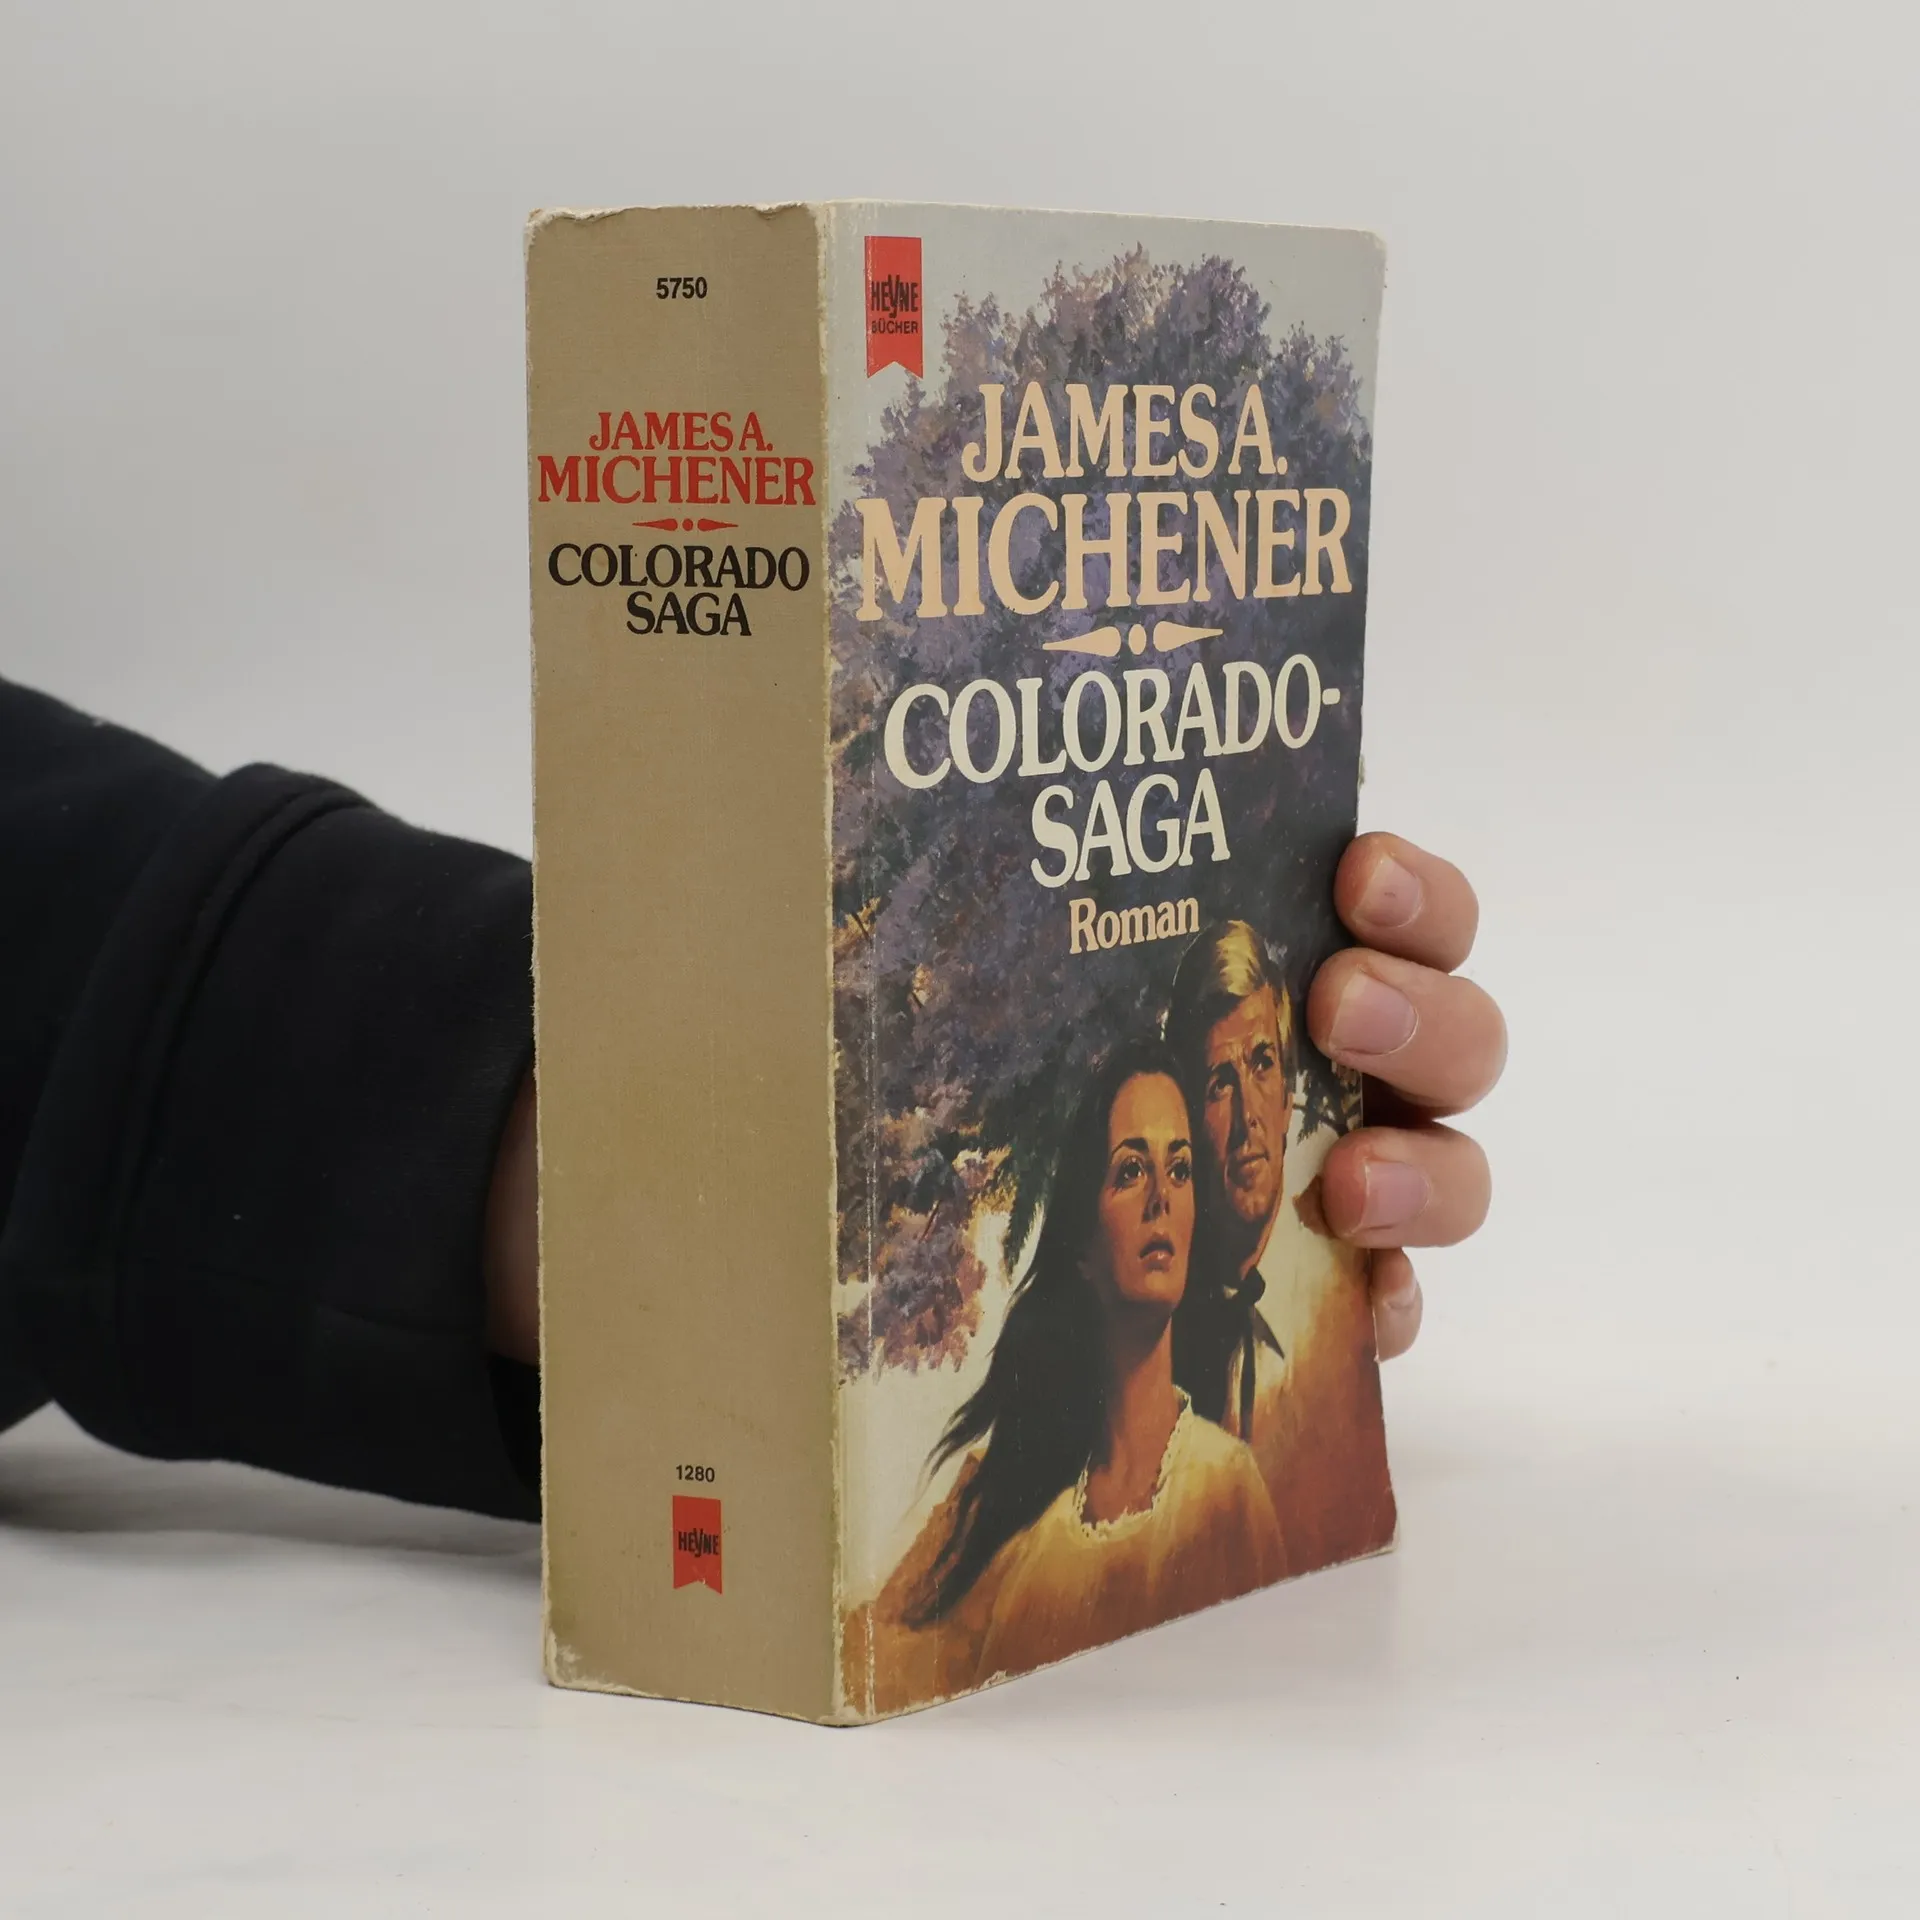 5750
JAMES A.
MICHENER
COLORADO
SAGA
1280
HEYNE
HEYNE
BÜCHER
JAMES A.
MICHENER
COLORADO-
SAGA
Roman